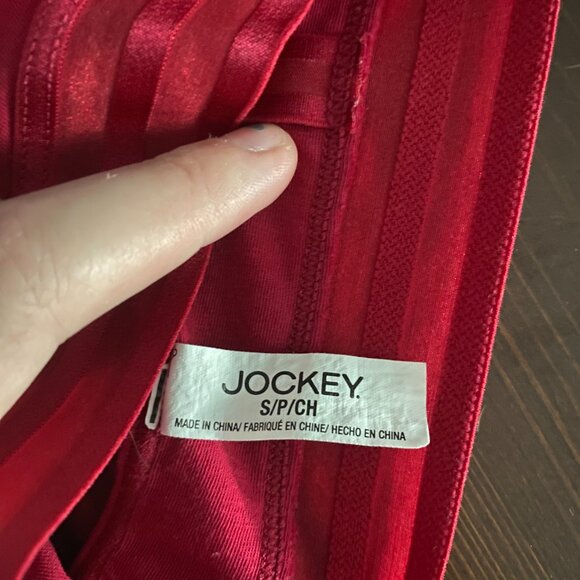 JOCKEY.
S/P/CH
MADE IN CHINA/ FABRIQUÉ EN CHINE/ HECHO EN CHINA